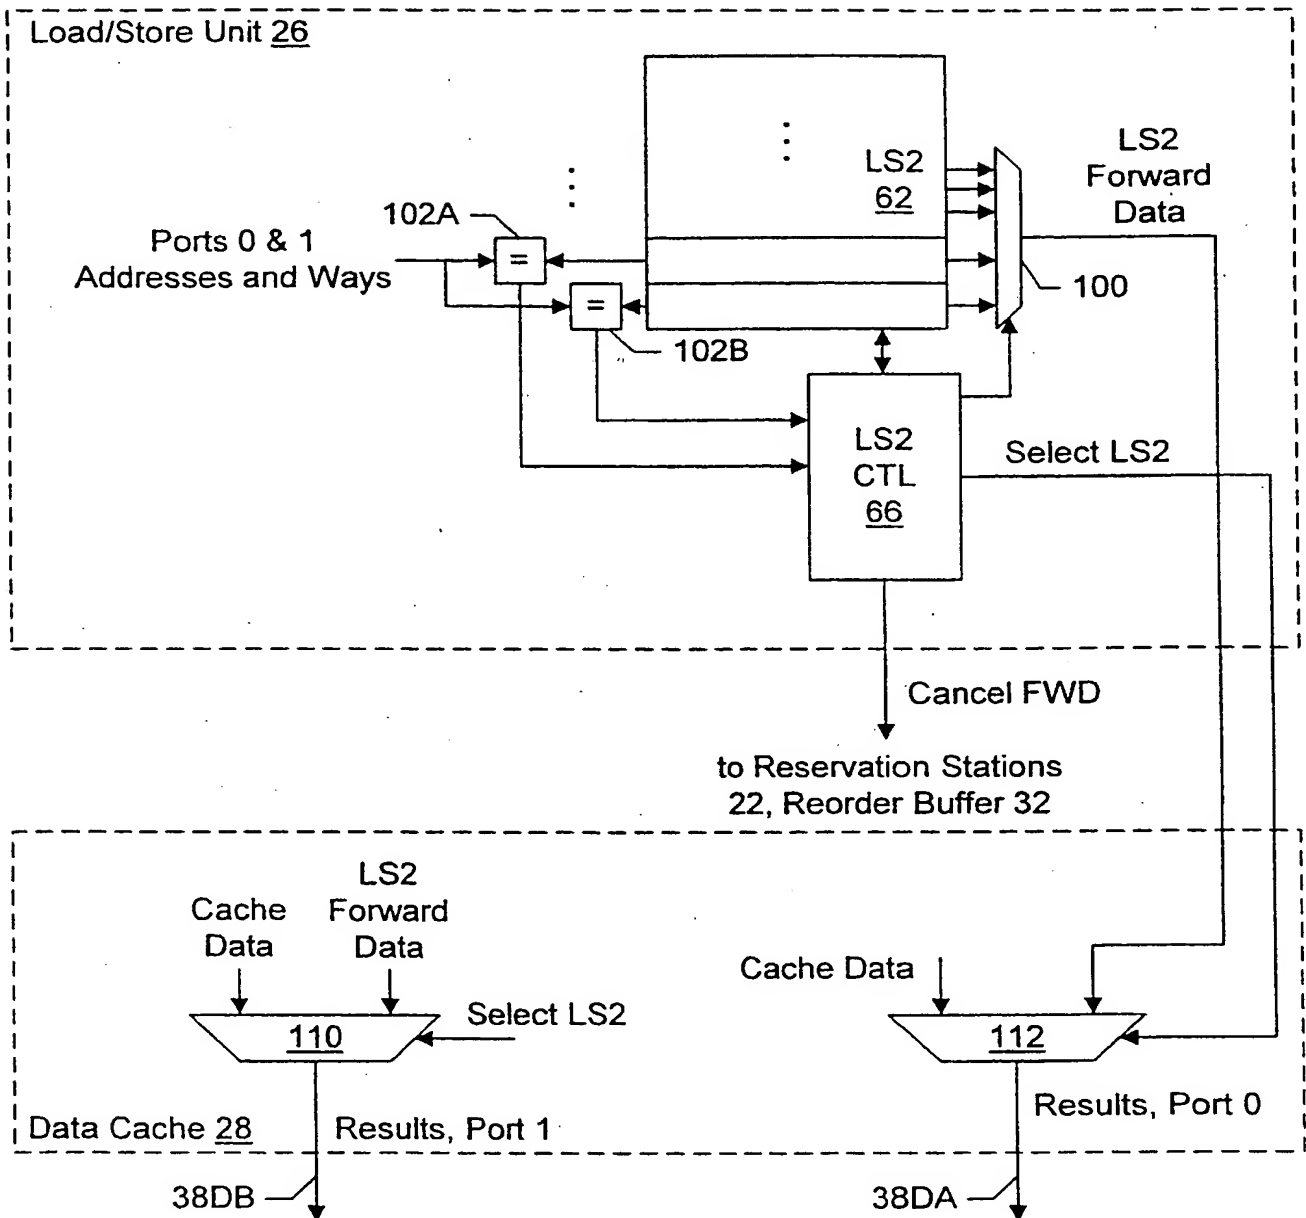 Load/Store Unit 26
LS2
62
LS2
Forward
Data
102A
Ports 0 & 1
Addresses and Ways
=
=
100
102B
LS2
CTL
66
Select LS2
Cancel FWD
to Reservation Stations
22, Reorder Buffer 32
Cache
Data
LS2
Forward
Data
Cache Data
Select LS2
110
112
Results, Port 0
Data Cache 28
Results, Port 1
38DB
38DA